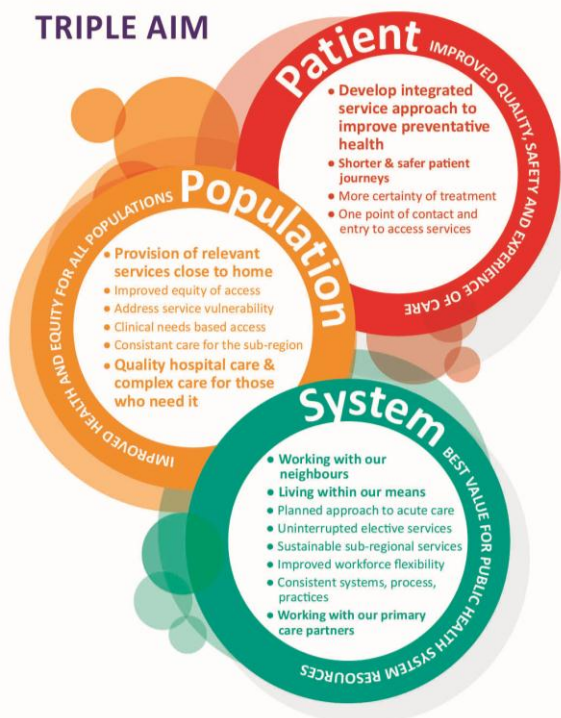 TRIPLE AIM
Patient
IMPROVED QUALITY, SAFETY AND EXPERIENCE OF CARE
• Develop integrated
service approach to
improve preventative
health
• Shorter & safer patient
journeys
• More certainty of treatment
• One point of contact and
entry to access services
Population
IMPROVED HEALTH AND EQUITY FOR ALL POPULATIONS
• Provision of relevant
services close to home
• Improved equity of access
• Address service vulnerability
• Clinical needs based access
• Consistant care for the sub-region
• Quality hospital care &
complex care for those
who need it
System
BEST VALUE FOR PUBLIC HEALTH SYSTEM RESOURCES
• Working with our
neighbours
• Living within our means
• Planned approach to acute care
• Uninterrupted elective services
• Sustainable sub-regional services
• Improved workforce flexibility
• Consistent systems, process,
practices
• Working with our primary
care partners